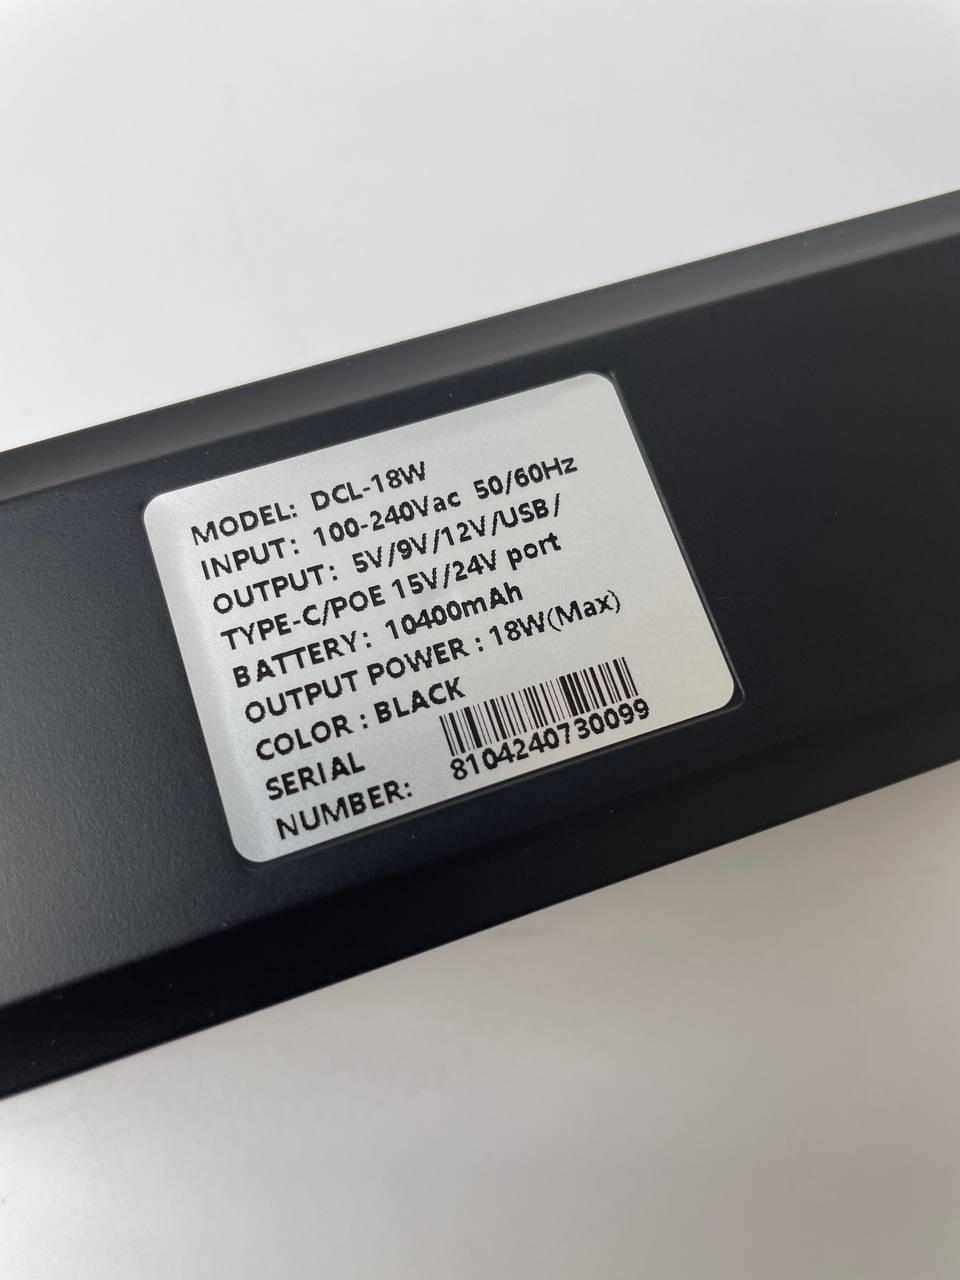 MODEL: DCL-18W
INPUT: 100-240Vac 50/60Hz
OUTPUT: 5V/9V/12V/USB/
TYPE-C/POE 15V/24V port
BATTERY: 10400mAh
OUTPUT POWER : 18W(Max)
COLOR : BLACK
SERIAL
NUMBER:
8104240730099